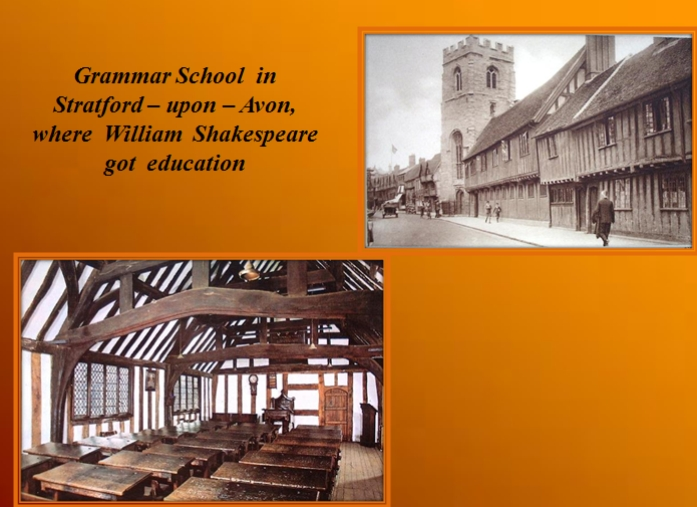 Grammar School in
Stratford – upon – Avon,
where William Shakespeare
got education